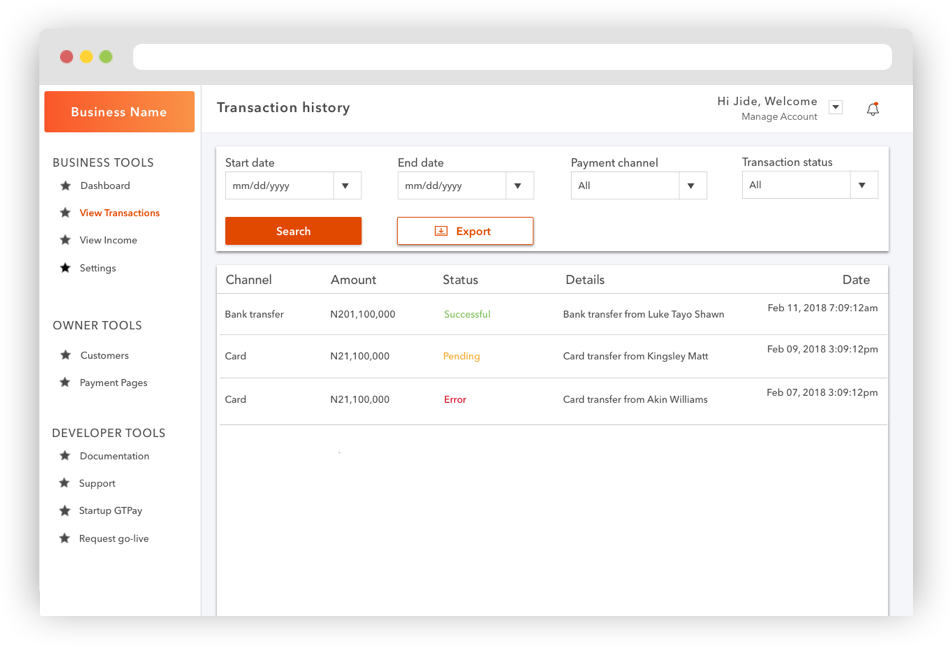 Business Name
Transaction history
Hi Jide, Welcome
Manage Account
BUSINESS TOOLS
Dashboard
View Transactions
View Income
Settings
OWNER TOOLS
Customers
Payment Pages
DEVELOPER TOOLS
Documentation
Support
Startup GTPay
Request go-live
Start date End date Payment channel Transaction status
mm/dd/yyyy mm/dd/yyyy All All
Search Export
Channel Amount Status Details Date
Bank transfer N201,100,000 Successful Bank transfer from Luke Tayo Shawn Feb 11, 2018 7:09:12am
Card N21,100,000 Pending Card transfer from Kingsley Matt Feb 09, 2018 3:09:12pm
Card N21,100,000 Error Card transfer from Akin Williams Feb 07, 2018 3:09:12pm